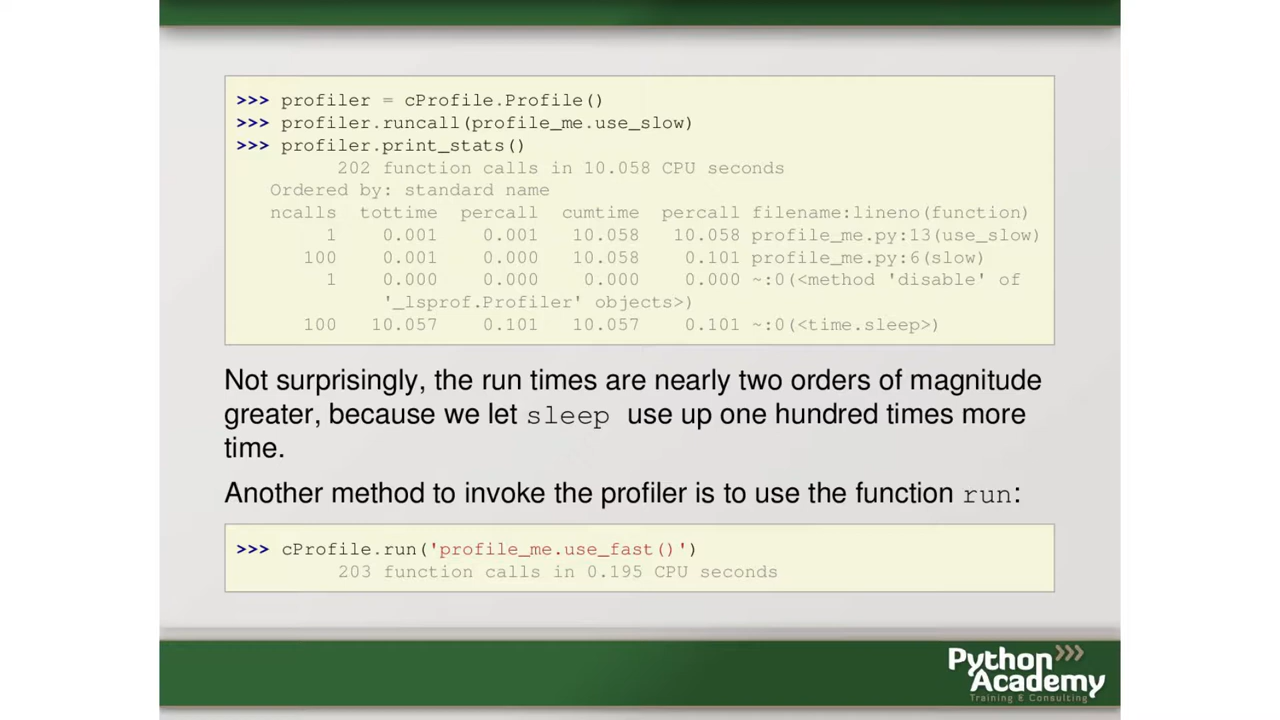 >>> profiler = cProfile.Profile()
>>> profiler.runcall(profile_me.use_slow)
>>> profiler.print_stats()
202 function calls in 10.058 CPU seconds
Ordered by: standard name
ncalls tottime percall cumtime percall filename:lineno(function)
1 0.001 0.001 10.058 10.058 profile_me.py:13(use_slow)
100 0.001 0.000 10.058 0.101 profile_me.py:6(slow)
1 0.000 0.000 0.000 0.000 ~:0(<method 'disable' of
'_lsprof.Profiler' objects>)
100 10.057 0.101 10.057 0.101 ~:0(<time.sleep>)
Not surprisingly, the run times are nearly two orders of magnitude
greater, because we let sleep use up one hundred times more
time.
Another method to invoke the profiler is to use the function run:
>>> cProfile.run('profile_me.use_fast()')
203 function calls in 0.195 CPU seconds
Python
Academy
Training & Consulting